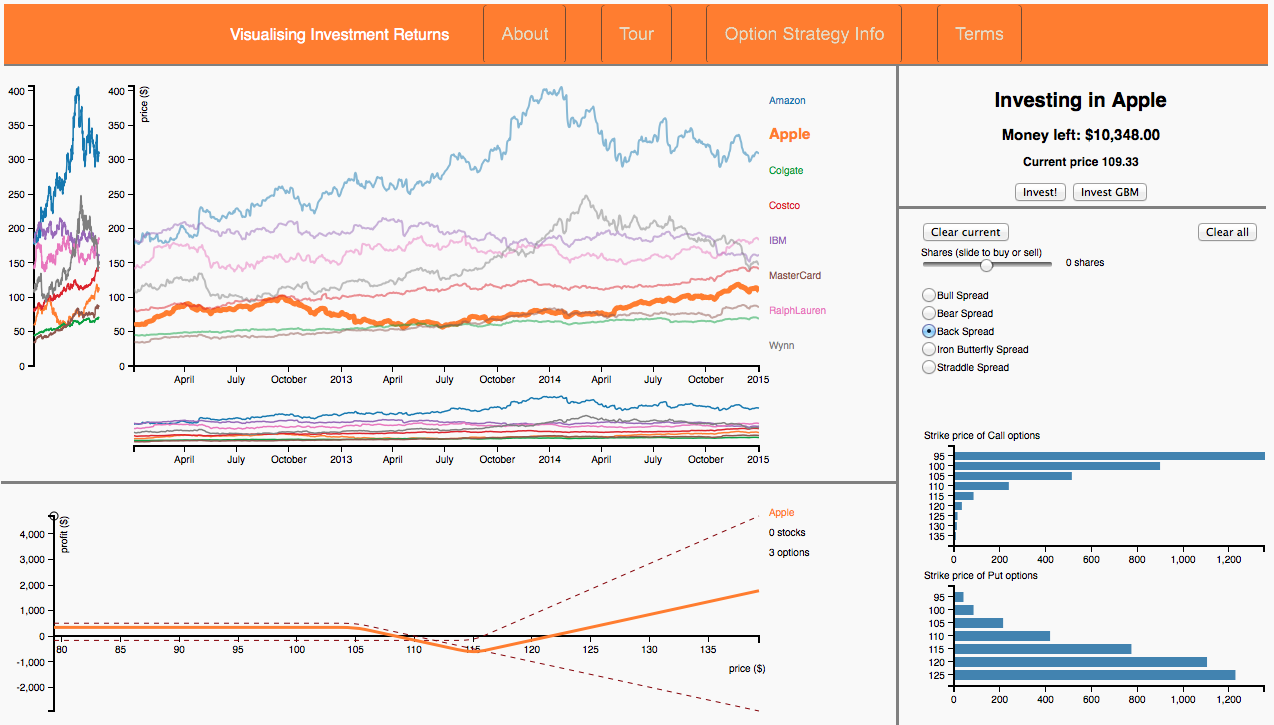 Visualising Investment Returns
About
Tour
Option Strategy Info
Terms
400
350
300
250
200
150
100
50
0
price ($)
400
350
300
250
200
150
100
50
0
April
July
October
2013
April
July
October
2014
April
July
October
2015
Amazon
Apple
Colgate
Costco
IBM
MasterCard
RalphLauren
Wynn
April
July
October
2013
April
July
October
2014
April
July
October
2015
profit ($)
4,000
3,000
2,000
1,000
0
-1,000
-2,000
80
85
90
95
100
105
110
115
120
125
130
135
price ($)
Apple
0 stocks
3 options
Investing in Apple
Money left: $10,348.00
Current price 109.33
Invest!
Invest GBM
Clear current
Clear all
Shares (slide to buy or sell)
0 shares
Bull Spread
Bear Spread
Back Spread
Iron Butterfly Spread
Straddle Spread
Strike price of Call options
95
100
105
110
115
120
125
130
135
0
200
400
600
800
1,000
1,200
Strike price of Put options
95
100
105
110
115
120
125
0
200
400
600
800
1,000
1,200